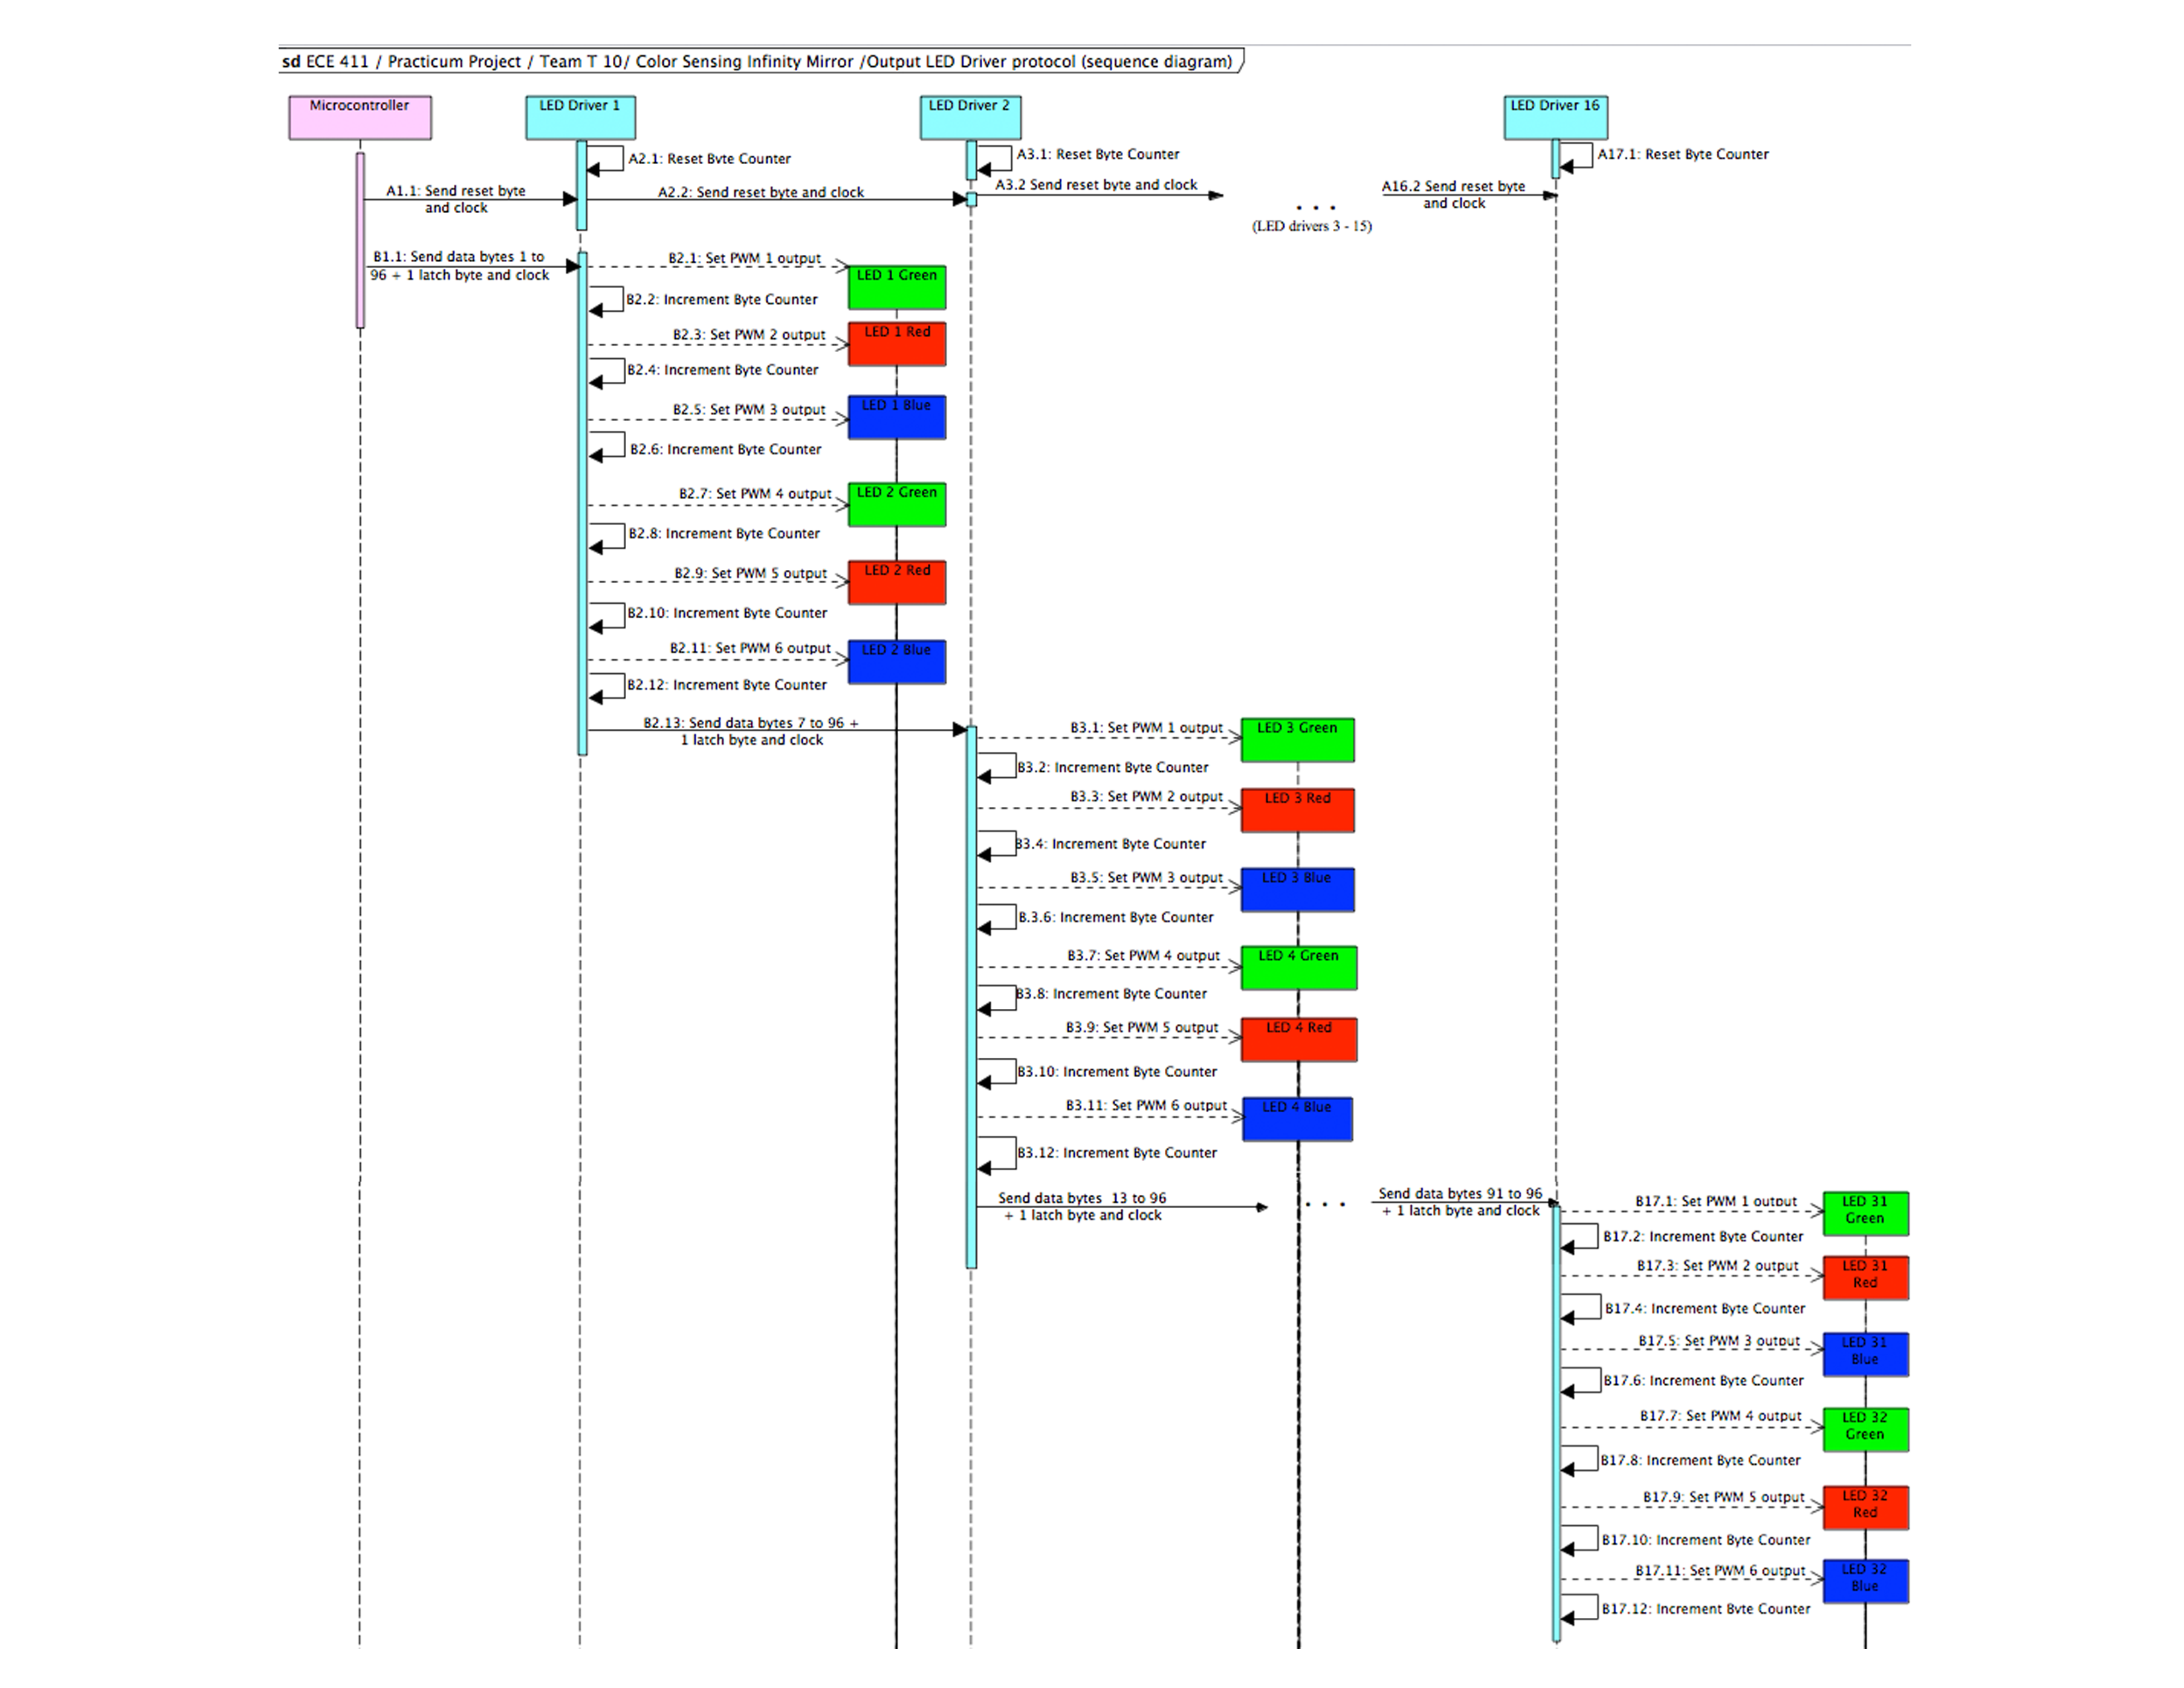 sd ECE 411 / Practicum Project / Team T 10/ Color Sensing Infinity Mirror /Output LED Driver protocol (sequence diagram)
Microcontroller
LED Driver 1
LED Driver 2
LED Driver 16
A2.1: Reset Byte Counter
A3.1: Reset Byte Counter
A17.1: Reset Byte Counter
A1.1: Send reset byte
and clock
A2.2: Send reset byte and clock
A3.2 Send reset byte and clock
. . .
(LED drivers 3 - 15)
A16.2 Send reset byte
and clock
B1.1: Send data bytes 1 to
96 + 1 latch byte and clock
B2.1: Set PWM 1 output
LED 1 Green
B2.2: Increment Byte Counter
B2.3: Set PWM 2 output
LED 1 Red
B2.4: Increment Byte Counter
B2.5: Set PWM 3 output
LED 1 Blue
B2.6: Increment Byte Counter
B2.7: Set PWM 4 output
LED 2 Green
B2.8: Increment Byte Counter
B2.9: Set PWM 5 output
LED 2 Red
B2.10: Increment Byte Counter
B2.11: Set PWM 6 output
LED 2 Blue
B2.12: Increment Byte Counter
B2.13: Send data bytes 7 to 96 +
1 latch byte and clock
B3.1: Set PWM 1 output
LED 3 Green
B3.2: Increment Byte Counter
B3.3: Set PWM 2 output
LED 3 Red
B3.4: Increment Byte Counter
B3.5: Set PWM 3 output
LED 3 Blue
B.3.6: Increment Byte Counter
B3.7: Set PWM 4 output
LED 4 Green
B3.8: Increment Byte Counter
B3.9: Set PWM 5 output
LED 4 Red
B3.10: Increment Byte Counter
B3.11: Set PWM 6 output
LED 4 Blue
B3.12: Increment Byte Counter
Send data bytes 13 to 96
+ 1 latch byte and clock
. . .
Send data bytes 91 to 96
+ 1 latch byte and clock
B17.1: Set PWM 1 output
LED 31
Green
B17.2: Increment Byte Counter
B17.3: Set PWM 2 output
LED 31
Red
B17.4: Increment Byte Counter
B17.5: Set PWM 3 output
LED 31
Blue
B17.6: Increment Byte Counter
B17.7: Set PWM 4 output
LED 32
Green
B17.8: Increment Byte Counter
B17.9: Set PWM 5 output
LED 32
Red
B17.10: Increment Byte Counter
B17.11: Set PWM 6 output
LED 32
Blue
B17.12: Increment Byte Counter